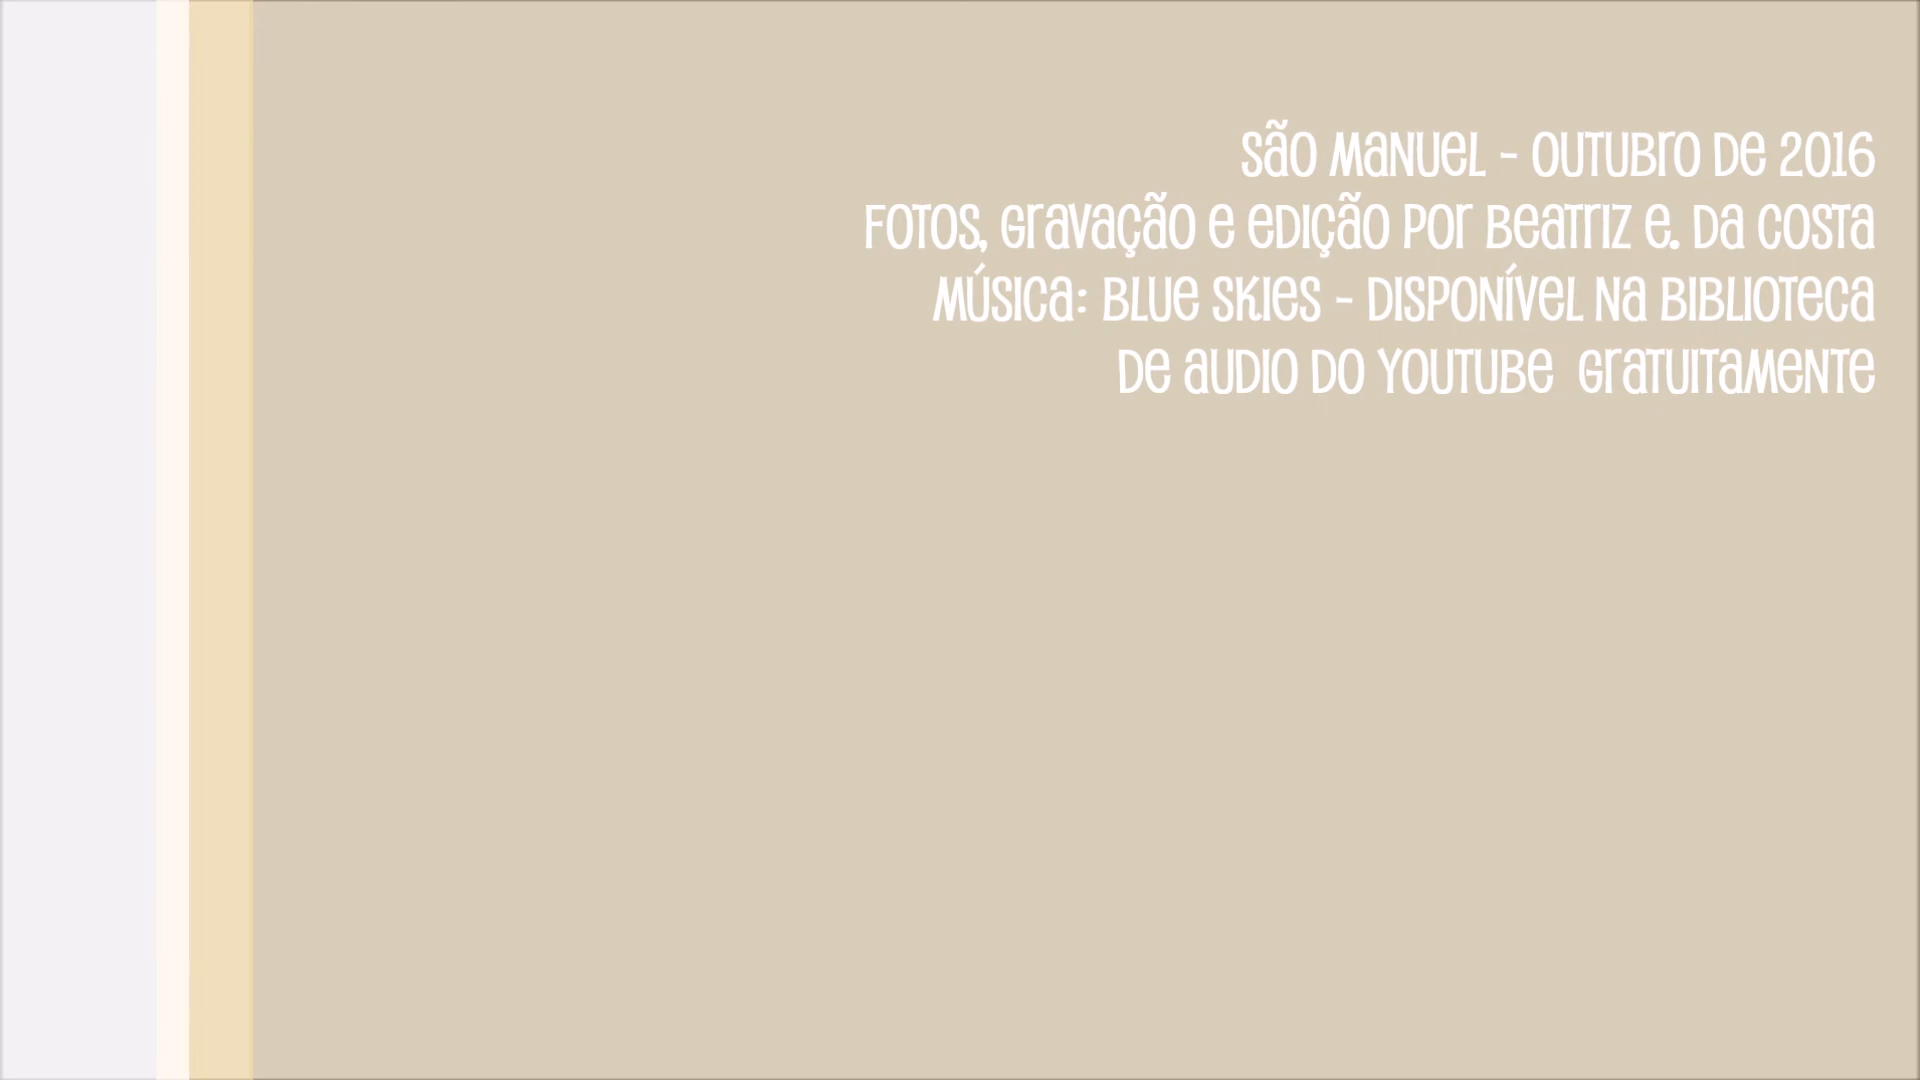 São Manuel - Outubro de 2016
Fotos, gravação e edição por Beatriz E. da Costa
Música: Blue Skies - Disponível na Biblioteca
de Audio do YouTube  gratuitamente